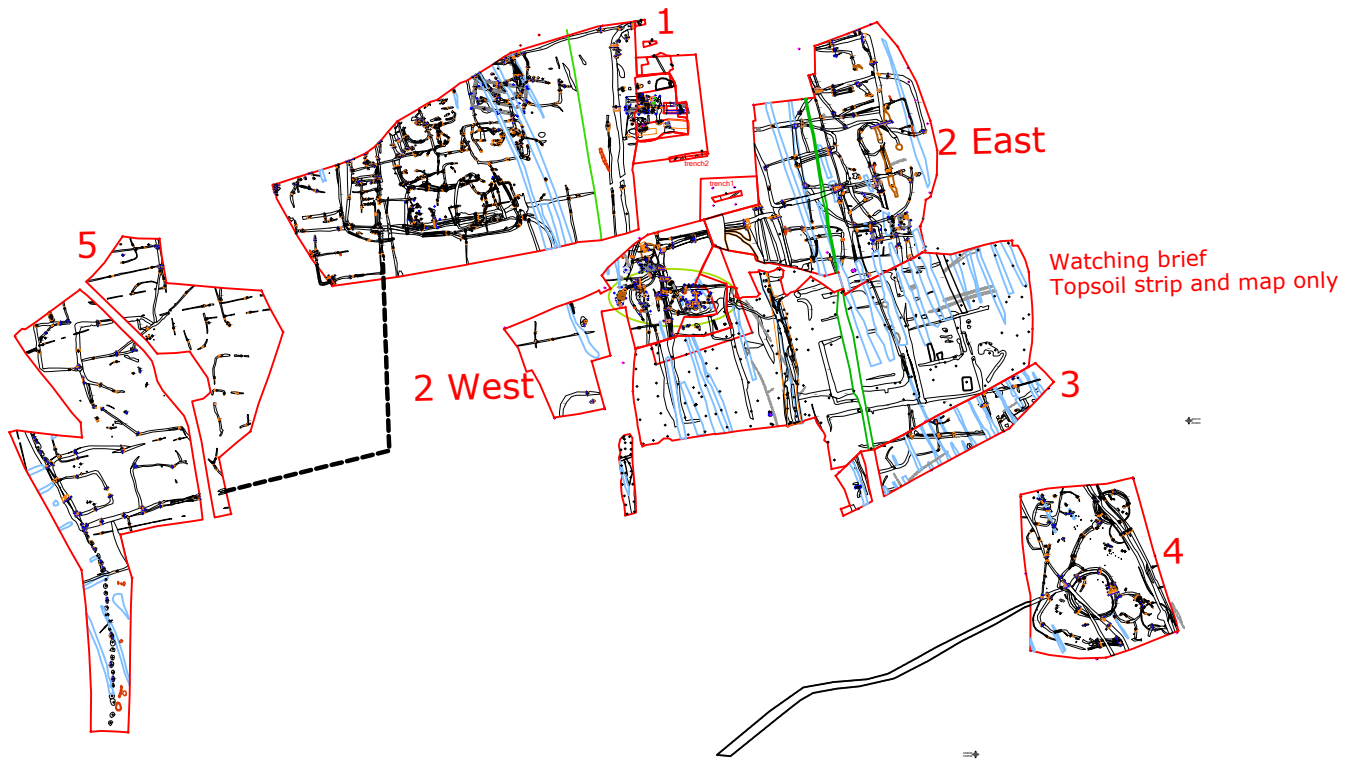 1
2 East
trench2
trench1
5
Watching brief
Topsoil strip and map only
2 West
3
4